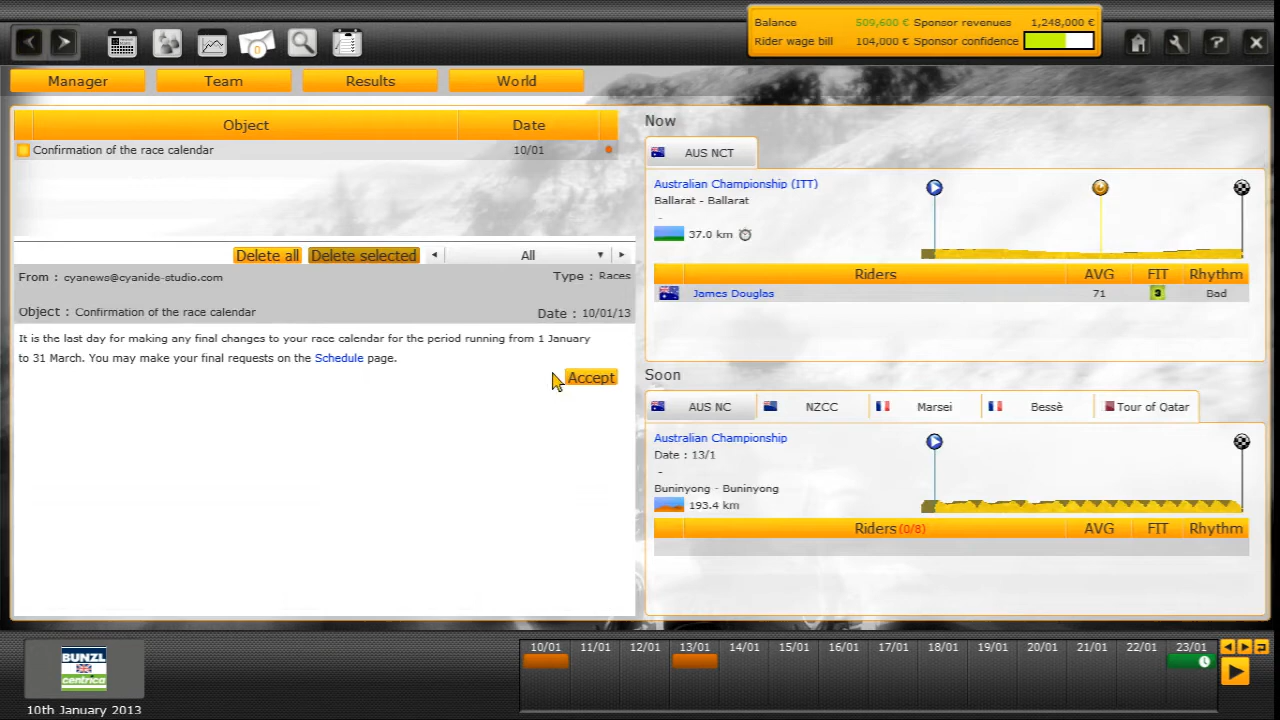 Balance 509,600 € Sponsor revenues 1,248,000 €
Rider wage bill 104,000 € Sponsor confidence
0
?
Manager Team Results World
Object Date
Confirmation of the race calendar 10/01
Delete all Delete selected All
From : cyanews@cyanide-studio.com Type : Races
Object : Confirmation of the race calendar Date : 10/01/13
It is the last day for making any final changes to your race calendar for the period running from 1 January
to 31 March. You may make your final requests on the Schedule page.
Accept
Now
AUS NCT
Australian Championship (ITT)
Ballarat - Ballarat
-
37.0 km
Riders AVG FIT Rhythm
James Douglas 71 3 Bad
Soon
AUS NC NZCC Marsei Bessè Tour of Qatar
Australian Championship
Date : 13/1
-
Buninyong - Buninyong
193.4 km
Riders (0/8) AVG FIT Rhythm
BUNZL
centrica
10th January 2013
10/01 11/01 12/01 13/01 14/01 15/01 16/01 17/01 18/01 19/01 20/01 21/01 22/01 23/01